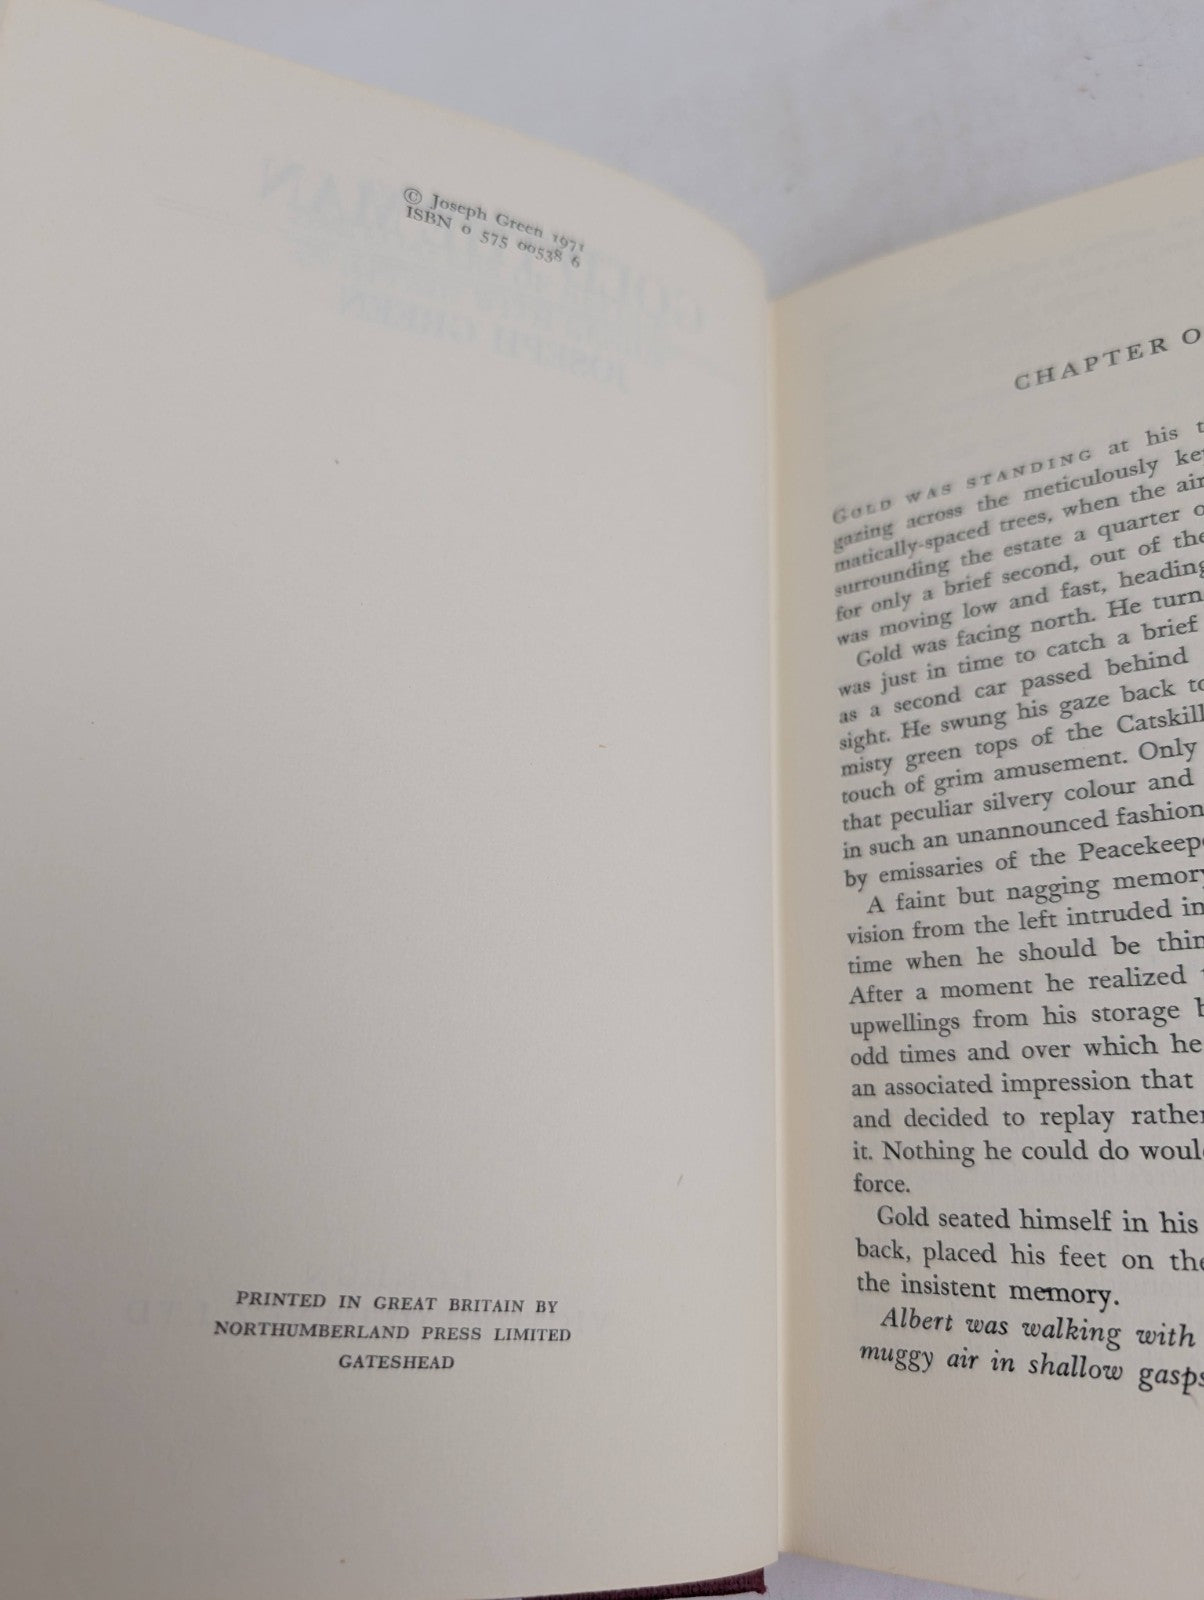 © Joseph Green 1971
ISBN 0 575 00538 6
PRINTED IN GREAT BRITAIN BY
NORTHUMBERLAND PRESS LIMITED
GATESHEAD
CHAPTER O
GOLD WAS STANDING at his t
gazing across the meticulously ke
matically-spaced trees, when the air
surrounding the estate a quarter o
for only a brief second, out of the
was moving low and fast, heading
Gold was facing north. He turn
was just in time to catch a brief
as a second car passed behind
sight. He swung his gaze back to
misty green tops of the Catskill
touch of grim amusement. Only
that peculiar silvery colour and
in such an unannounced fashion
by emissaries of the Peacekeep
A faint but nagging memory
vision from the left intruded in
time when he should be thin
After a moment he realized t
upwellings from his storage b
odd times and over which he
an associated impression that
and decided to replay rather
it. Nothing he could do woul
force.
Gold seated himself in his
back, placed his feet on the
the insistent memory.
Albert was walking with
muggy air in shallow gasps